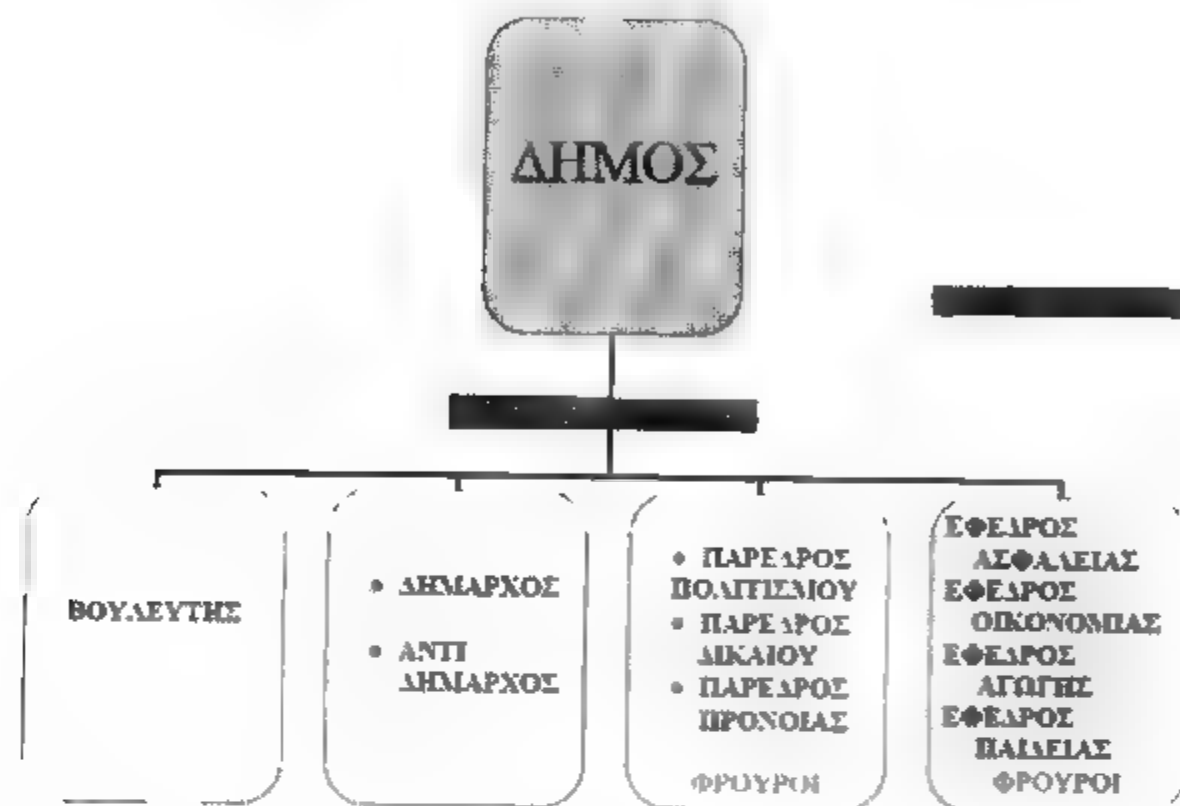 ΔΗΜΟΣ
ΒΟΥΛΕΥΤΗΣ
• ΔΗΜΑΡΧΟΣ
• ΑΝΤΙ
ΔΗΜΑΡΧΟΣ
• ΠΑΡΕΔΡΟΣ
ΠΟΛΙΤΙΣΜΟΥ
• ΠΑΡΕΔΡΟΣ
ΔΙΚΑΙΟΥ
• ΠΑΡΕΔΡΟΣ
ΠΡΟΝΟΙΑΣ
ΦΡΟΥΡΟΙ
ΕΦΕΔΡΟΣ
ΑΣΦΑΛΕΙΑΣ
ΕΦΕΔΡΟΣ
ΟΙΚΟΝΟΜΙΑΣ
ΕΦΕΔΡΟΣ
ΑΓΩΓΗΣ
ΕΦΕΔΡΟΣ
ΠΑΙΔΕΙΑΣ
ΦΡΟΥΡΟΙ